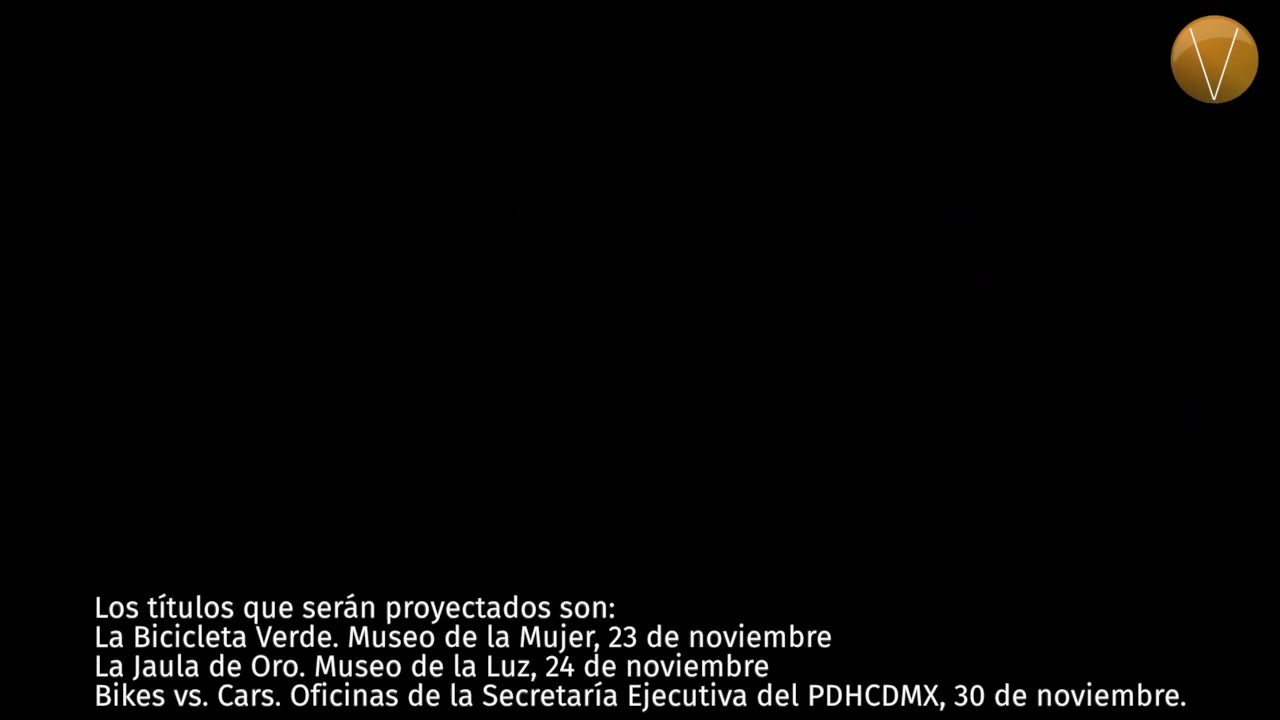 V
Los títulos que serán proyectados son:
La Bicicleta Verde. Museo de la Mujer, 23 de noviembre
La Jaula de Oro. Museo de la Luz, 24 de noviembre
Bikes vs. Cars. Oficinas de la Secretaría Ejecutiva del PDHCDMX, 30 de noviembre.